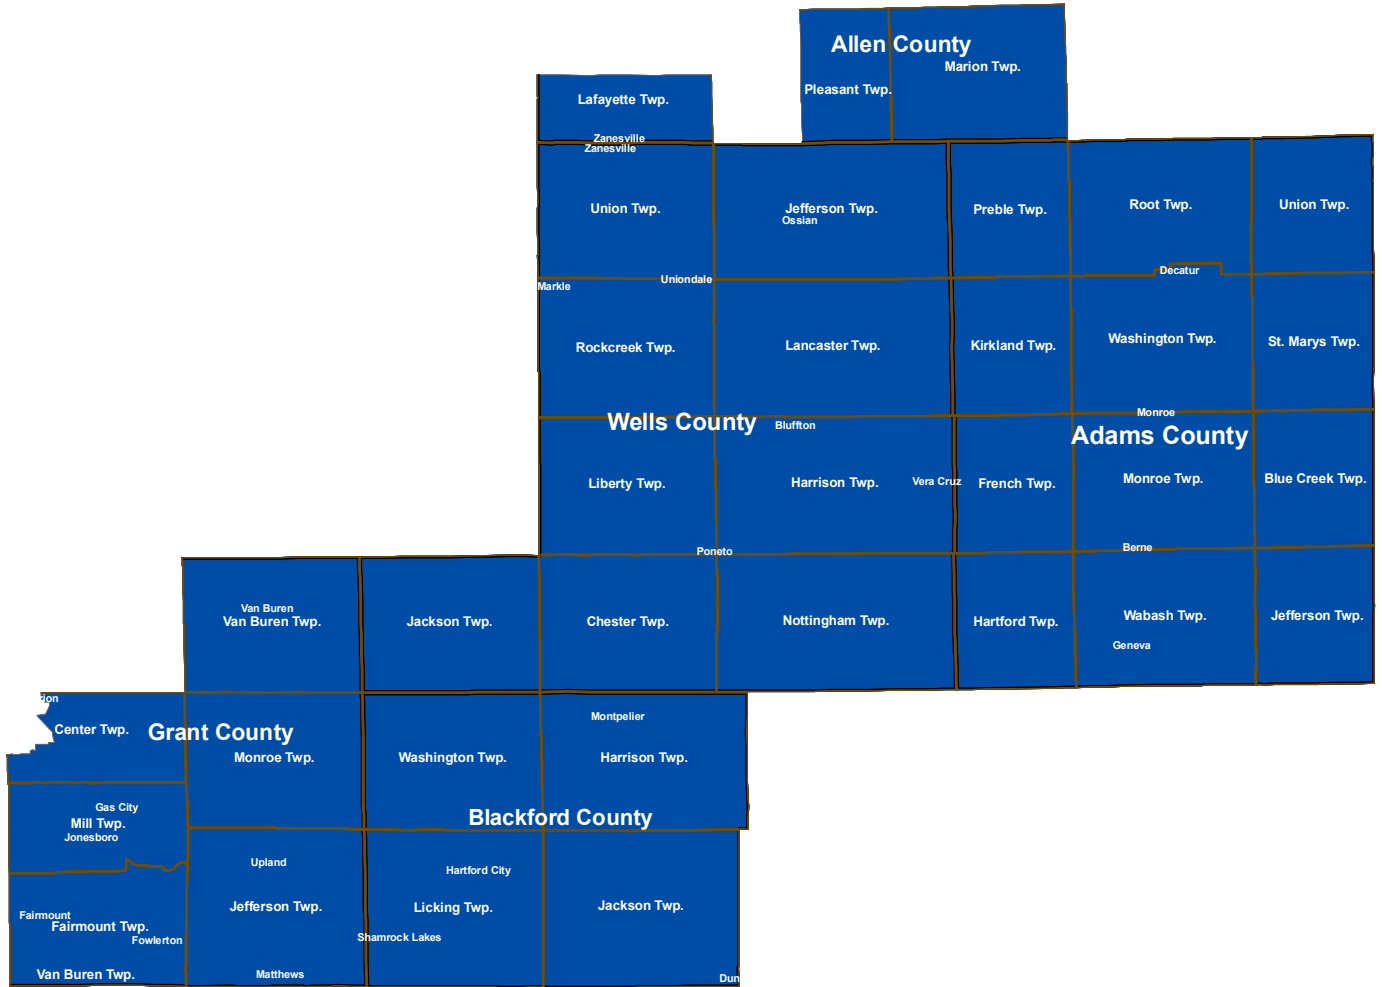 Allen County
Marion Twp.
Pleasant Twp.
Lafayette Twp.
Zanesville
Zanesville
Union Twp.
Jefferson Twp.
Ossian
Preble Twp.
Root Twp.
Union Twp.
Decatur
Markle
Uniondale
Rockcreek Twp.
Lancaster Twp.
Kirkland Twp.
Washington Twp.
St. Marys Twp.
Monroe
Wells County
Bluffton
Adams County
Liberty Twp.
Harrison Twp.
Vera Cruz
French Twp.
Monroe Twp.
Blue Creek Twp.
Poneto
Berne
Van Buren
Van Buren Twp.
Jackson Twp.
Chester Twp.
Nottingham Twp.
Hartford Twp.
Wabash Twp.
Jefferson Twp.
Geneva
rion
Center Twp.
Grant County
Montpelier
Monroe Twp.
Washington Twp.
Harrison Twp.
Gas City
Mill Twp.
Jonesboro
Blackford County
Upland
Hartford City
Jefferson Twp.
Licking Twp.
Jackson Twp.
Fairmount
Fairmount Twp.
Fowlerton
Shamrock Lakes
Van Buren Twp.
Matthews
Dun